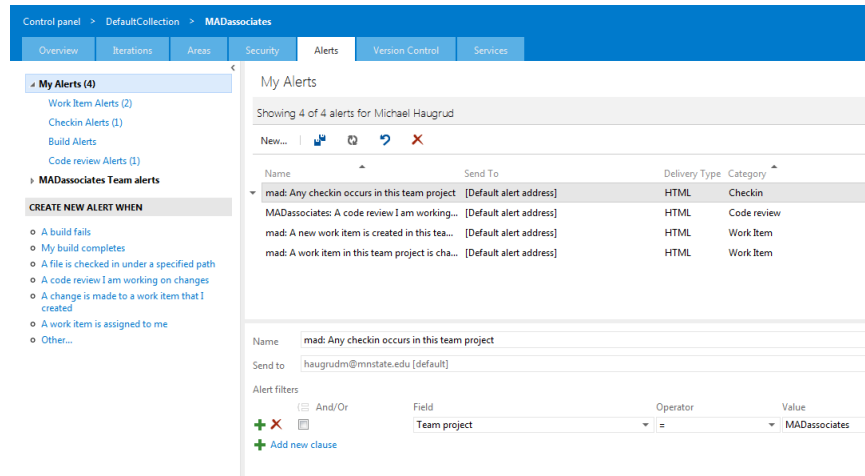 Control panel > DefaultCollection > MADassociates
Overview Iterations Areas Security Alerts Version Control Services
My Alerts (4)
Work Item Alerts (2)
Checkin Alerts (1)
Build Alerts
Code review Alerts (1)
MADassociates Team alerts
CREATE NEW ALERT WHEN
A build fails
My build completes
A file is checked in under a specified path
A code review I am working on changes
A change is made to a work item that I
created
A work item is assigned to me
Other...
My Alerts
Showing 4 of 4 alerts for Michael Haugrud
New...
Name Send To Delivery Type Category
mad: Any checkin occurs in this team project [Default alert address] HTML Checkin
MADassociates: A code review I am working... [Default alert address] HTML Code review
mad: A new work item is created in this tea... [Default alert address] HTML Work Item
mad: A work item in this team project is cha... [Default alert address] HTML Work Item
Name mad: Any checkin occurs in this team project
Send to haugrudm@mnstate.edu [default]
Alert filters
And/Or Field Operator Value
Team project = MADassociates
Add new clause